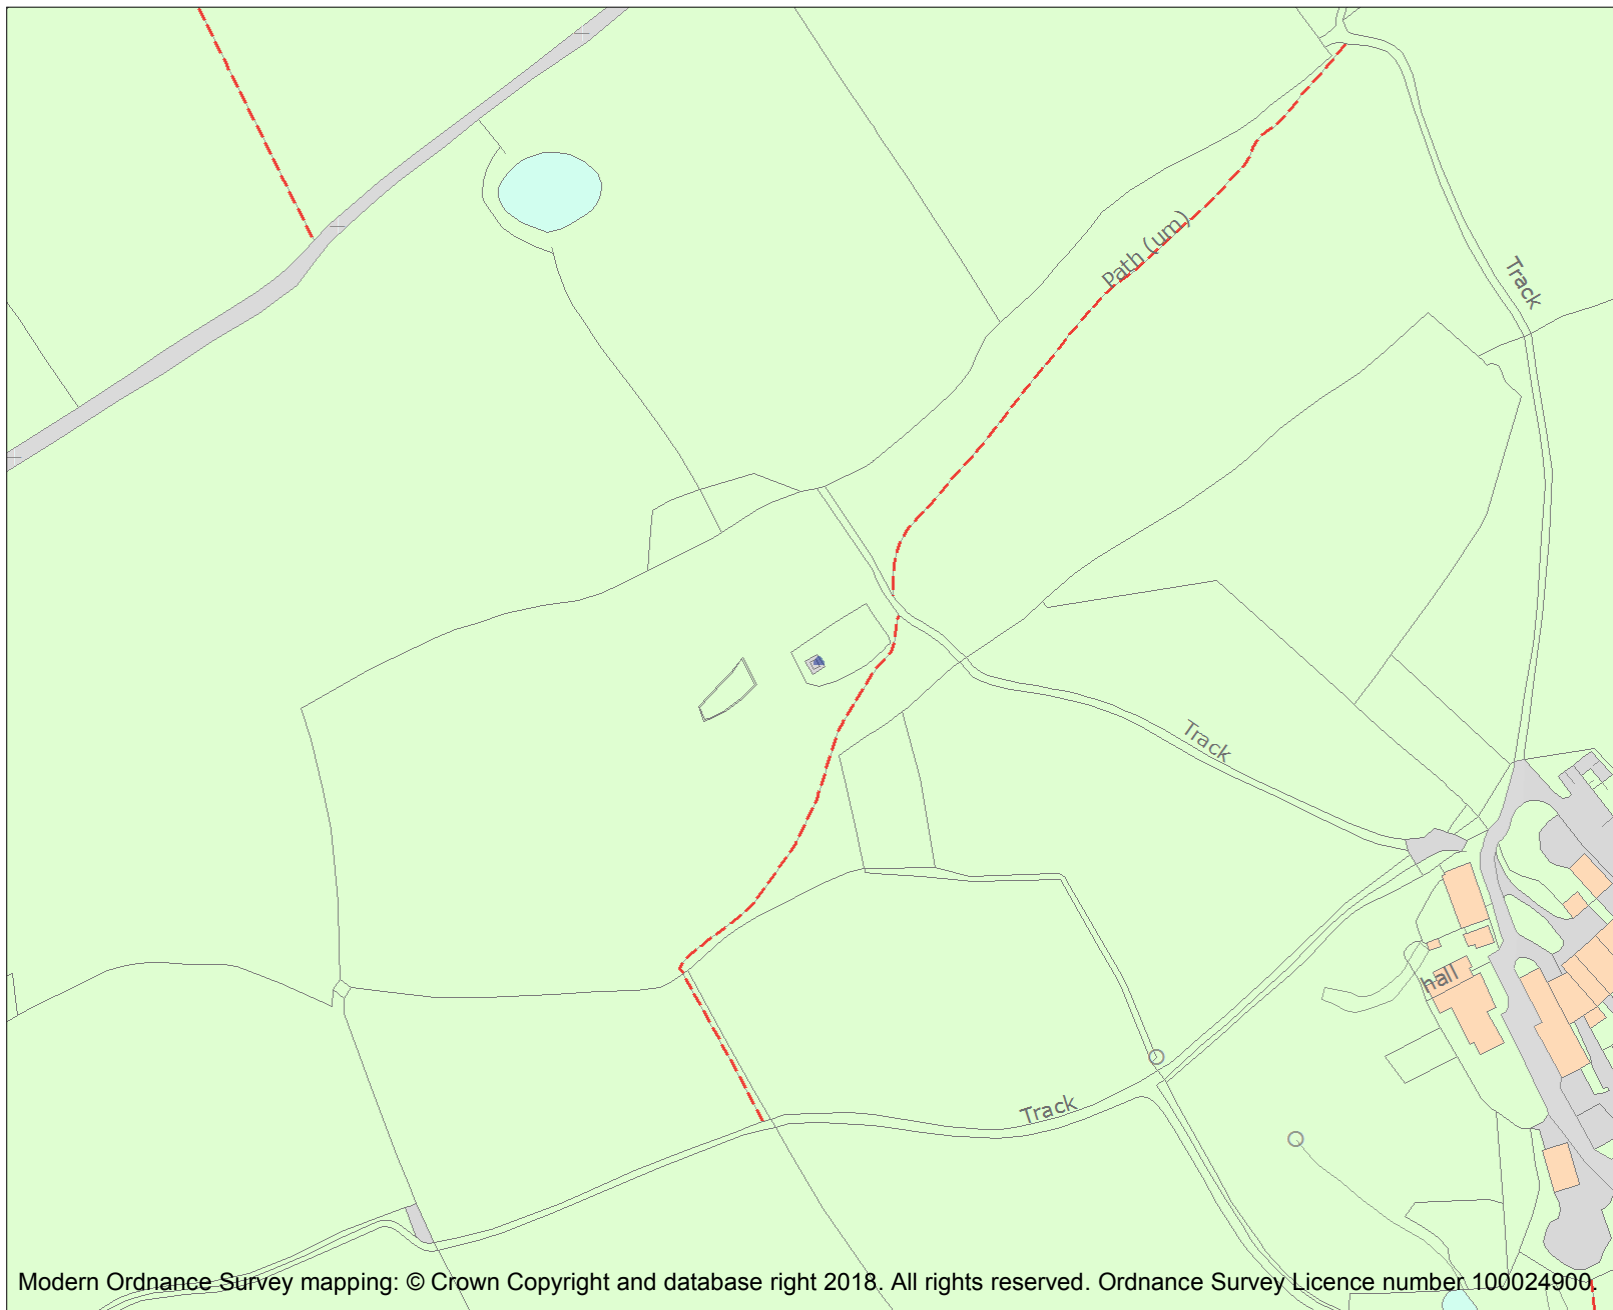 Path (um)
Track
Track
hall
Track
Modern Ordnance Survey mapping: © Crown Copyright and database right 2018. All rights reserved. Ordnance Survey Licence number 100024900.